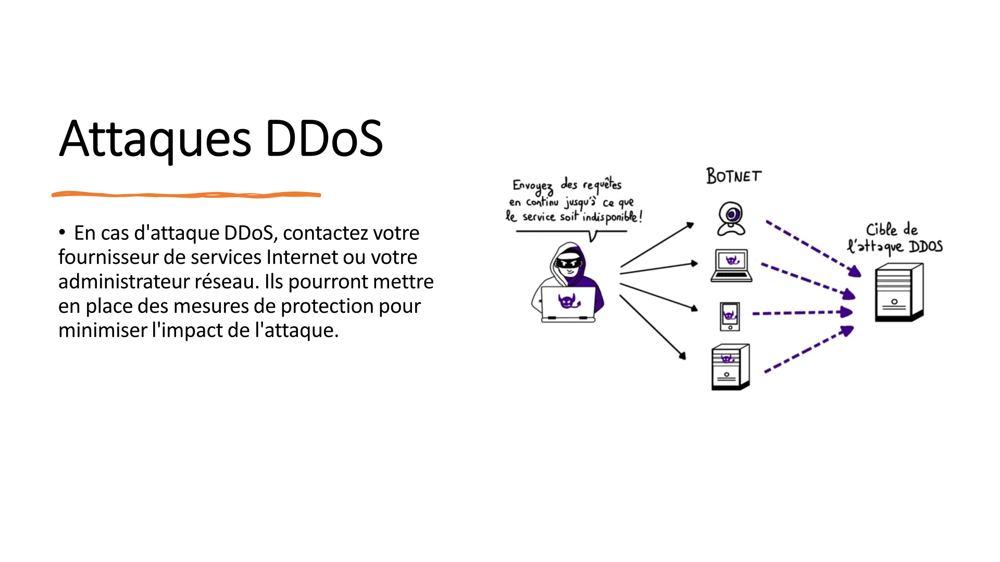 Attaques DDoS
• En cas d'attaque DDoS, contactez votre
fournisseur de services Internet ou votre
administrateur réseau. Ils pourront mettre
en place des mesures de protection pour
minimiser l'impact de l'attaque.
Envoyez des requêtes
en continu jusqu'à ce que
le service soit indisponible!
BOTNET
Cible de
l'attaque DDOS